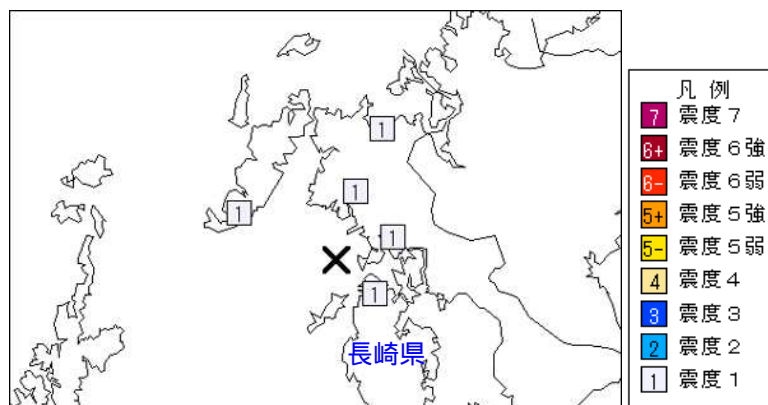 1
1
1
1
1
長崎県
凡 例
7 震度7
6+ 震度6強
6- 震度6弱
5+ 震度5強
5- 震度5弱
4 震度4
3 震度3
2 震度2
1 震度1